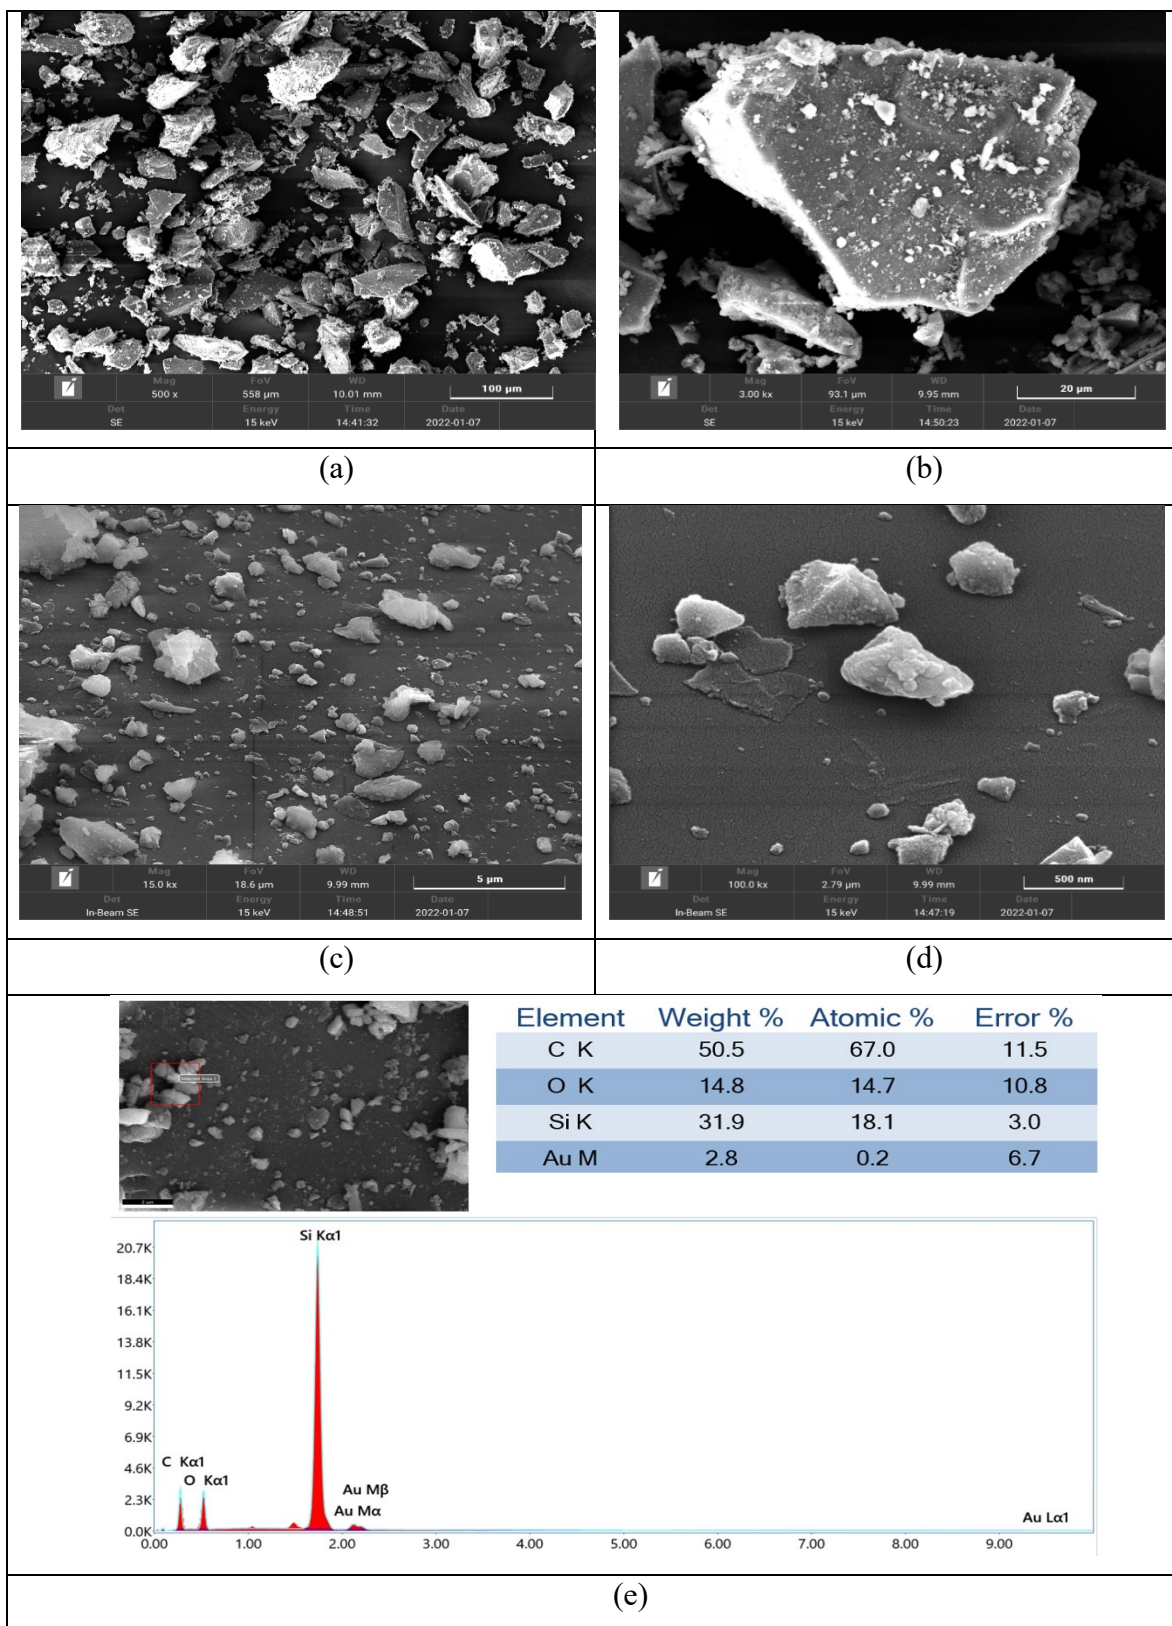 Mag FoV WD 100 µm
500 x 558 µm 10.01 mm
Det Energy Time Date
SE 15 keV 14:41:32 2022-01-07
Mag FoV WD 20 µm
3.00 kx 93.1 µm 9.95 mm
Det Energy Time Date
SE 15 keV 14:50:23 2022-01-07
(a) (b)
Mag FoV WD 5 µm
15.0 kx 18.6 µm 9.99 mm
Det Energy Time Date
In-Beam SE 15 keV 14:48:51 2022-01-07
Mag FoV WD 500 nm
100.0 kx 2.79 µm 9.99 mm
Det Energy Time Date
In-Beam SE 15 keV 14:47:19 2022-01-07
(c) (d)
Selected Area 2
2 µm
Element Weight % Atomic % Error %
C K 50.5 67.0 11.5
O K 14.8 14.7 10.8
Si K 31.9 18.1 3.0
Au M 2.8 0.2 6.7
Si Kα1
20.7K
18.4K
16.1K
13.8K
11.5K
9.2K
6.9K
4.6K
2.3K
0.0K
C Kα1
O Kα1
Au Mβ
Au Mα
Au Lα1
0.00 1.00 2.00 3.00 4.00 5.00 6.00 7.00 8.00 9.00
(e)